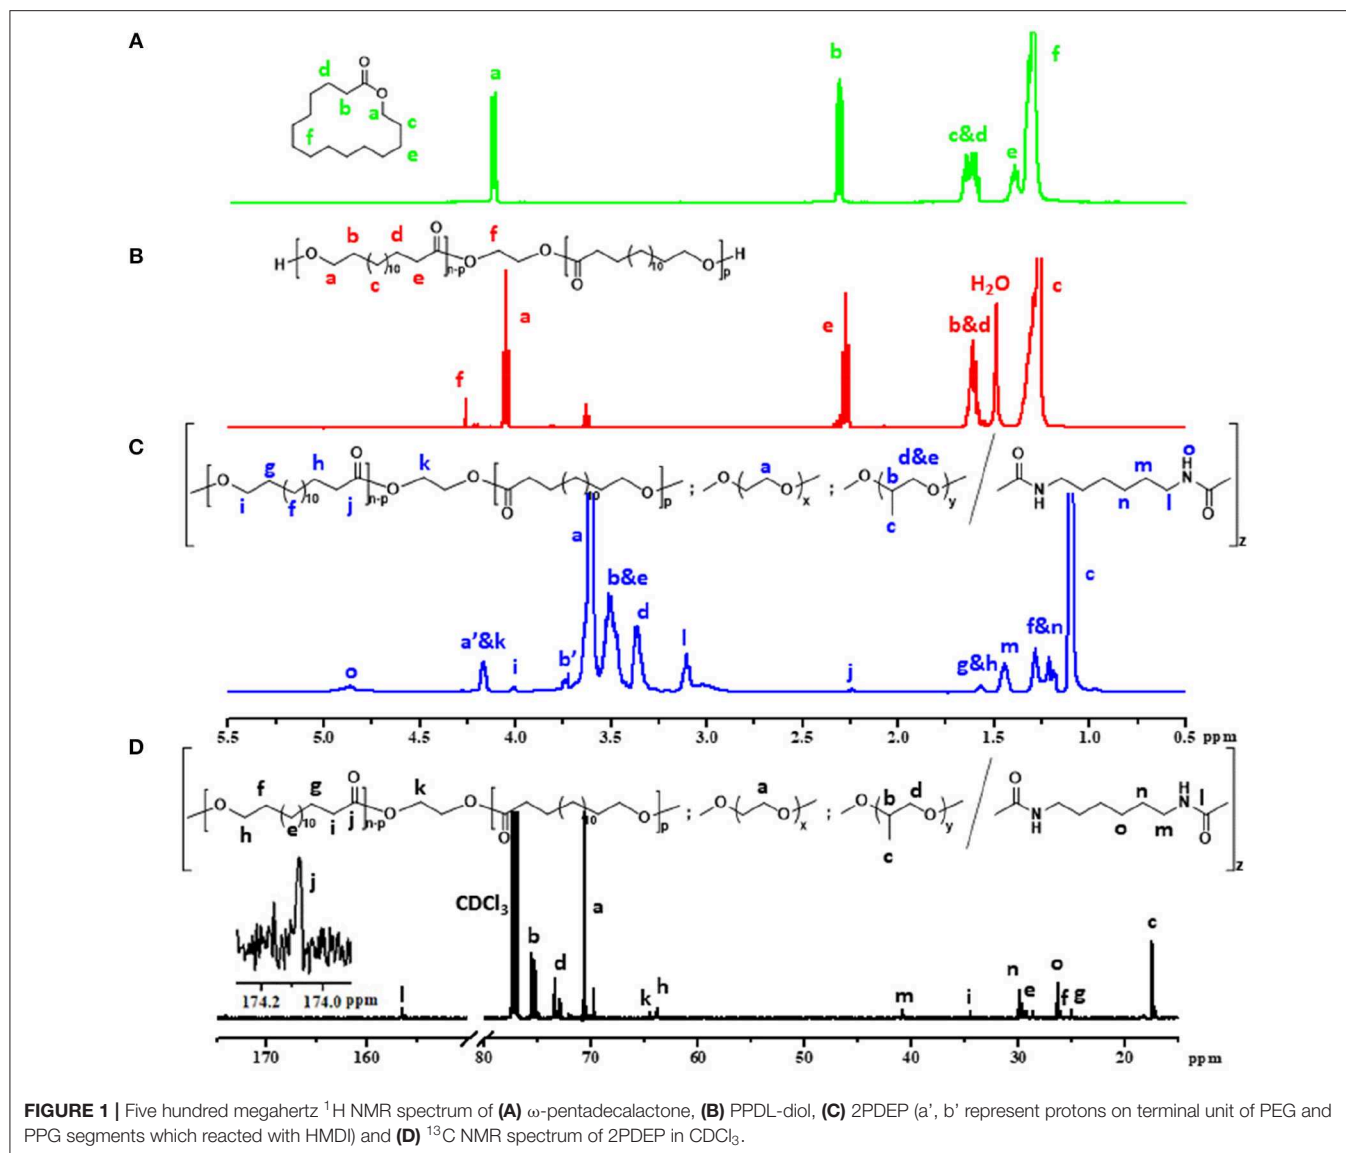 A
d
O
O
b
a
c
f
e
a
b
c&d
e
f
B
H
O
b
d
O
n-p
f
O
O
O
10
10
O
H
p
a
c
e
f
a
e
b&d
H2O
c
C
O
g
h
O
n-p
k
O
O
O
10
10
O
p
;
O
a
O
x
;
O
d&e
b
O
y
c
O
NH
m
o
H
N
n
l
O
z
i
f
j
o
a'&k
i
b'
a
b&e
d
l
j
g&h
m
f&n
c
5.5 5.0 4.5 4.0 3.5 3.0 2.5 2.0 1.5 1.0 0.5 ppm
D
O
f
g
O
n-p
k
O
O
O
10
10
O
p
;
O
a
O
x
;
O
b
d
O
y
c
O
N
H
n
NH
l
o
m
O
z
h
e
i
j
j
174.2 174.0 ppm
l
CDCl3
b
d
a
k
h
m
i
n
e
o
f
g
c
170 160 80 70 60 50 40 30 20 ppm
FIGURE 1 | Five hundred megahertz 1H NMR spectrum of (A) ω-pentadecalactone, (B) PPDL-diol, (C) 2PDEP (a', b' represent protons on terminal unit of PEG and
PPG segments which reacted with HMDI) and (D) 13C NMR spectrum of 2PDEP in CDCl3.